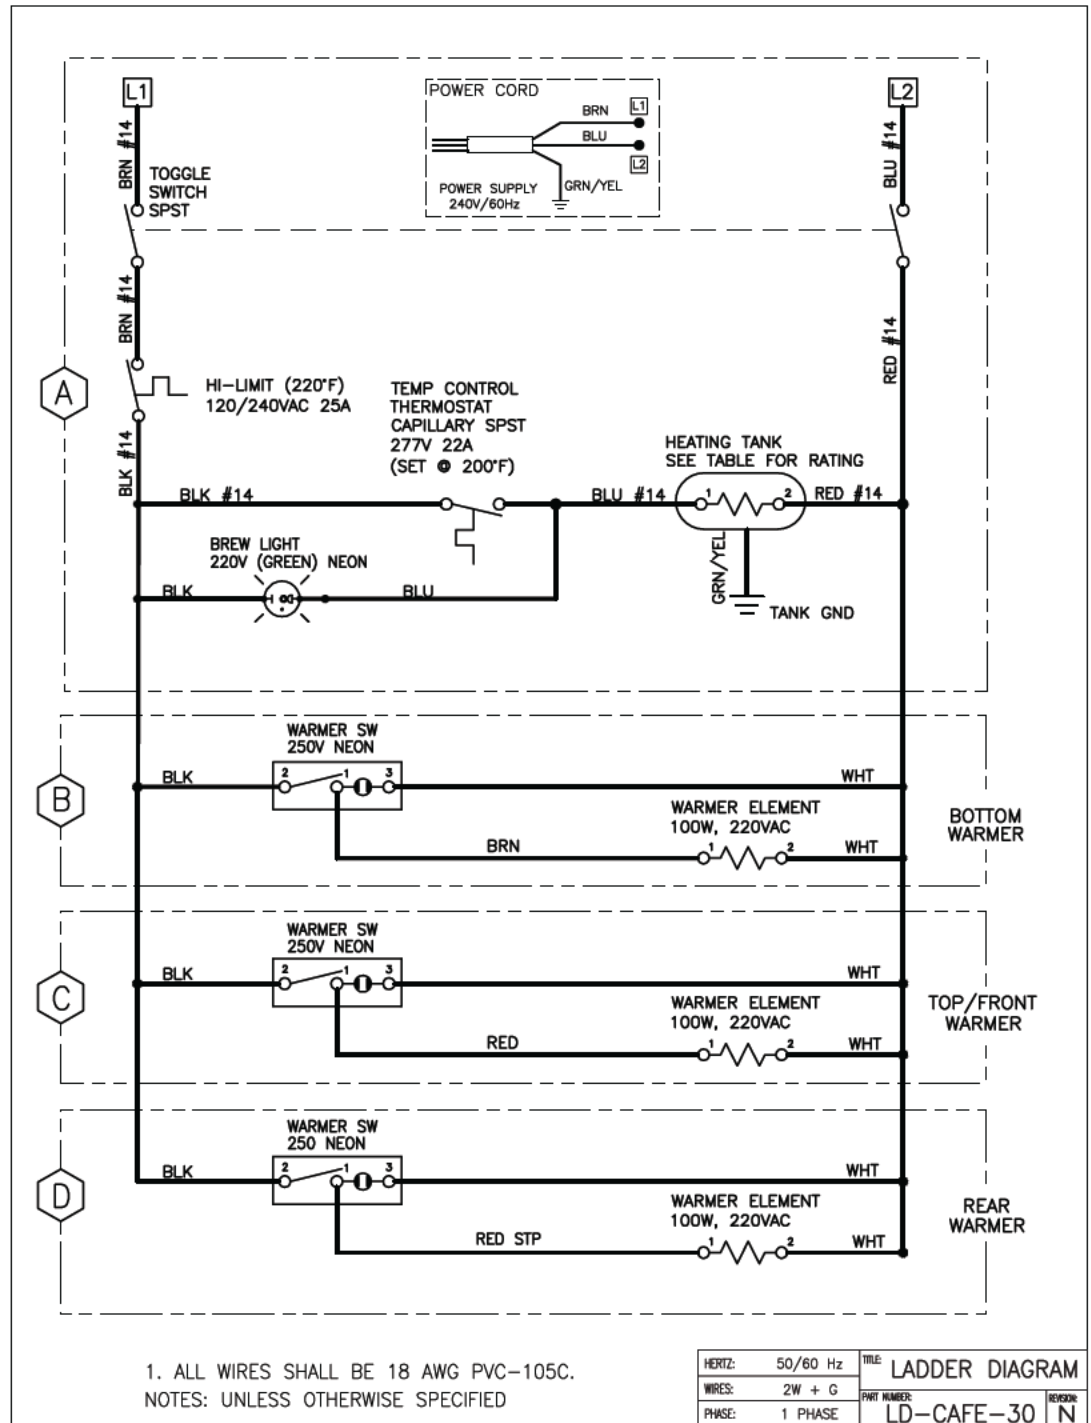 L1
L2
POWER CORD
BRN
L1
BLU
L2
GRN/YEL
POWER SUPPLY
240V/60Hz
BRN #14
BLU #14
TOGGLE
SWITCH
SPST
BRN #14
RED #14
A
HI-LIMIT (220°F)
120/240VAC 25A
TEMP CONTROL
THERMOSTAT
CAPILLARY SPST
277V 22A
(SET @ 200°F)
HEATING TANK
SEE TABLE FOR RATING
BLK #14
BLK #14
BLU #14
1
2
RED #14
BREW LIGHT
220V (GREEN) NEON
BLK
BLU
GRN/YEL
TANK GND
WARMER SW
250V NEON
B
BLK
2
1
3
WHT
WARMER ELEMENT
100W, 220VAC
BRN
1
2
WHT
BOTTOM
WARMER
WARMER SW
250V NEON
C
BLK
2
1
3
WHT
WARMER ELEMENT
100W, 220VAC
RED
1
2
WHT
TOP/FRONT
WARMER
WARMER SW
250 NEON
D
BLK
2
1
3
WHT
WARMER ELEMENT
100W, 220VAC
RED STP
1
2
WHT
REAR
WARMER
1. ALL WIRES SHALL BE 18 AWG PVC-105C.
NOTES: UNLESS OTHERWISE SPECIFIED
HERTZ: 50/60 Hz
WIRES: 2W + G
PHASE: 1 PHASE
TITLE: LADDER DIAGRAM
PART NUMBER: LD-CAFE-30
REVISION: N